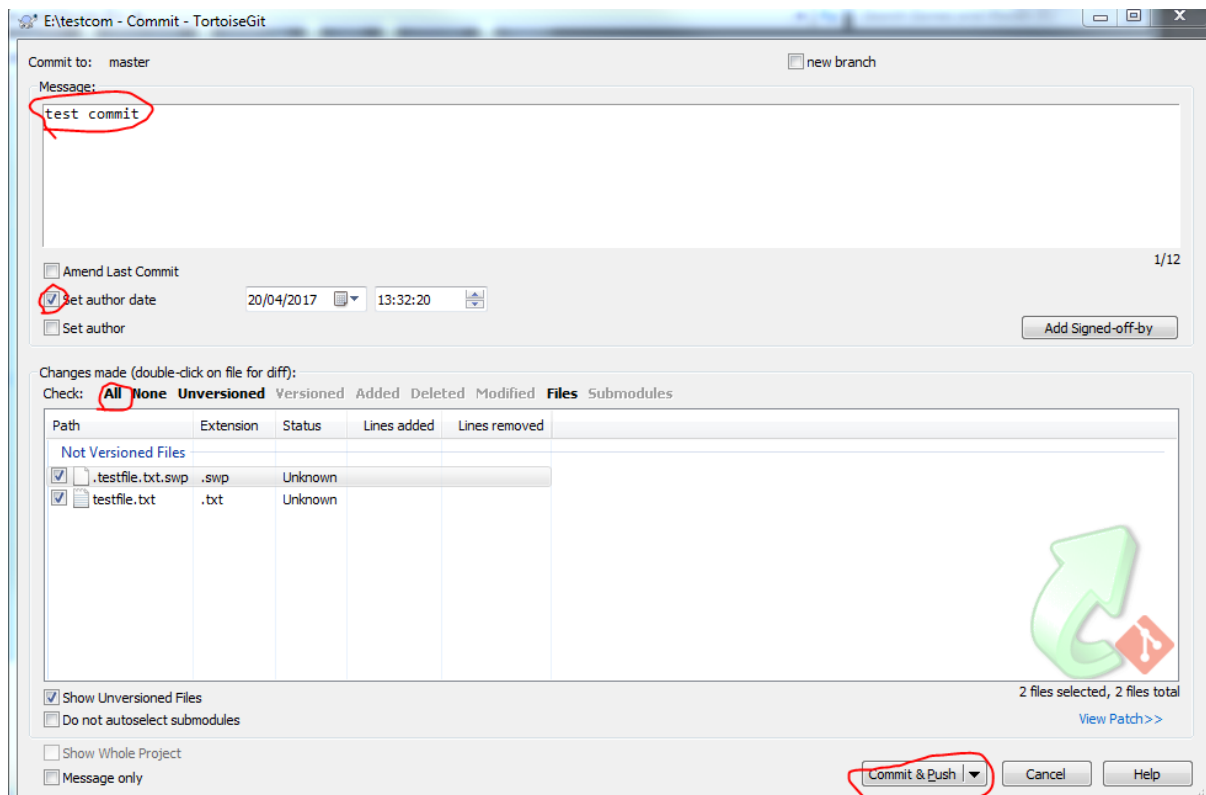 E:\testcom - Commit - TortoiseGit
Commit to: master
new branch
Message:
test commit
1/12
Amend Last Commit
Set author date 20/04/2017 13:32:20
Set author
Add Signed-off-by
Changes made (double-click on file for diff):
Check: All None Unversioned Versioned Added Deleted Modified Files Submodules
Path Extension Status Lines added Lines removed
Not Versioned Files
.testfile.txt.swp .swp Unknown
testfile.txt .txt Unknown
Show Unversioned Files
2 files selected, 2 files total
Do not autoselect submodules
View Patch>>
Show Whole Project
Message only
Commit & Push
Cancel
Help